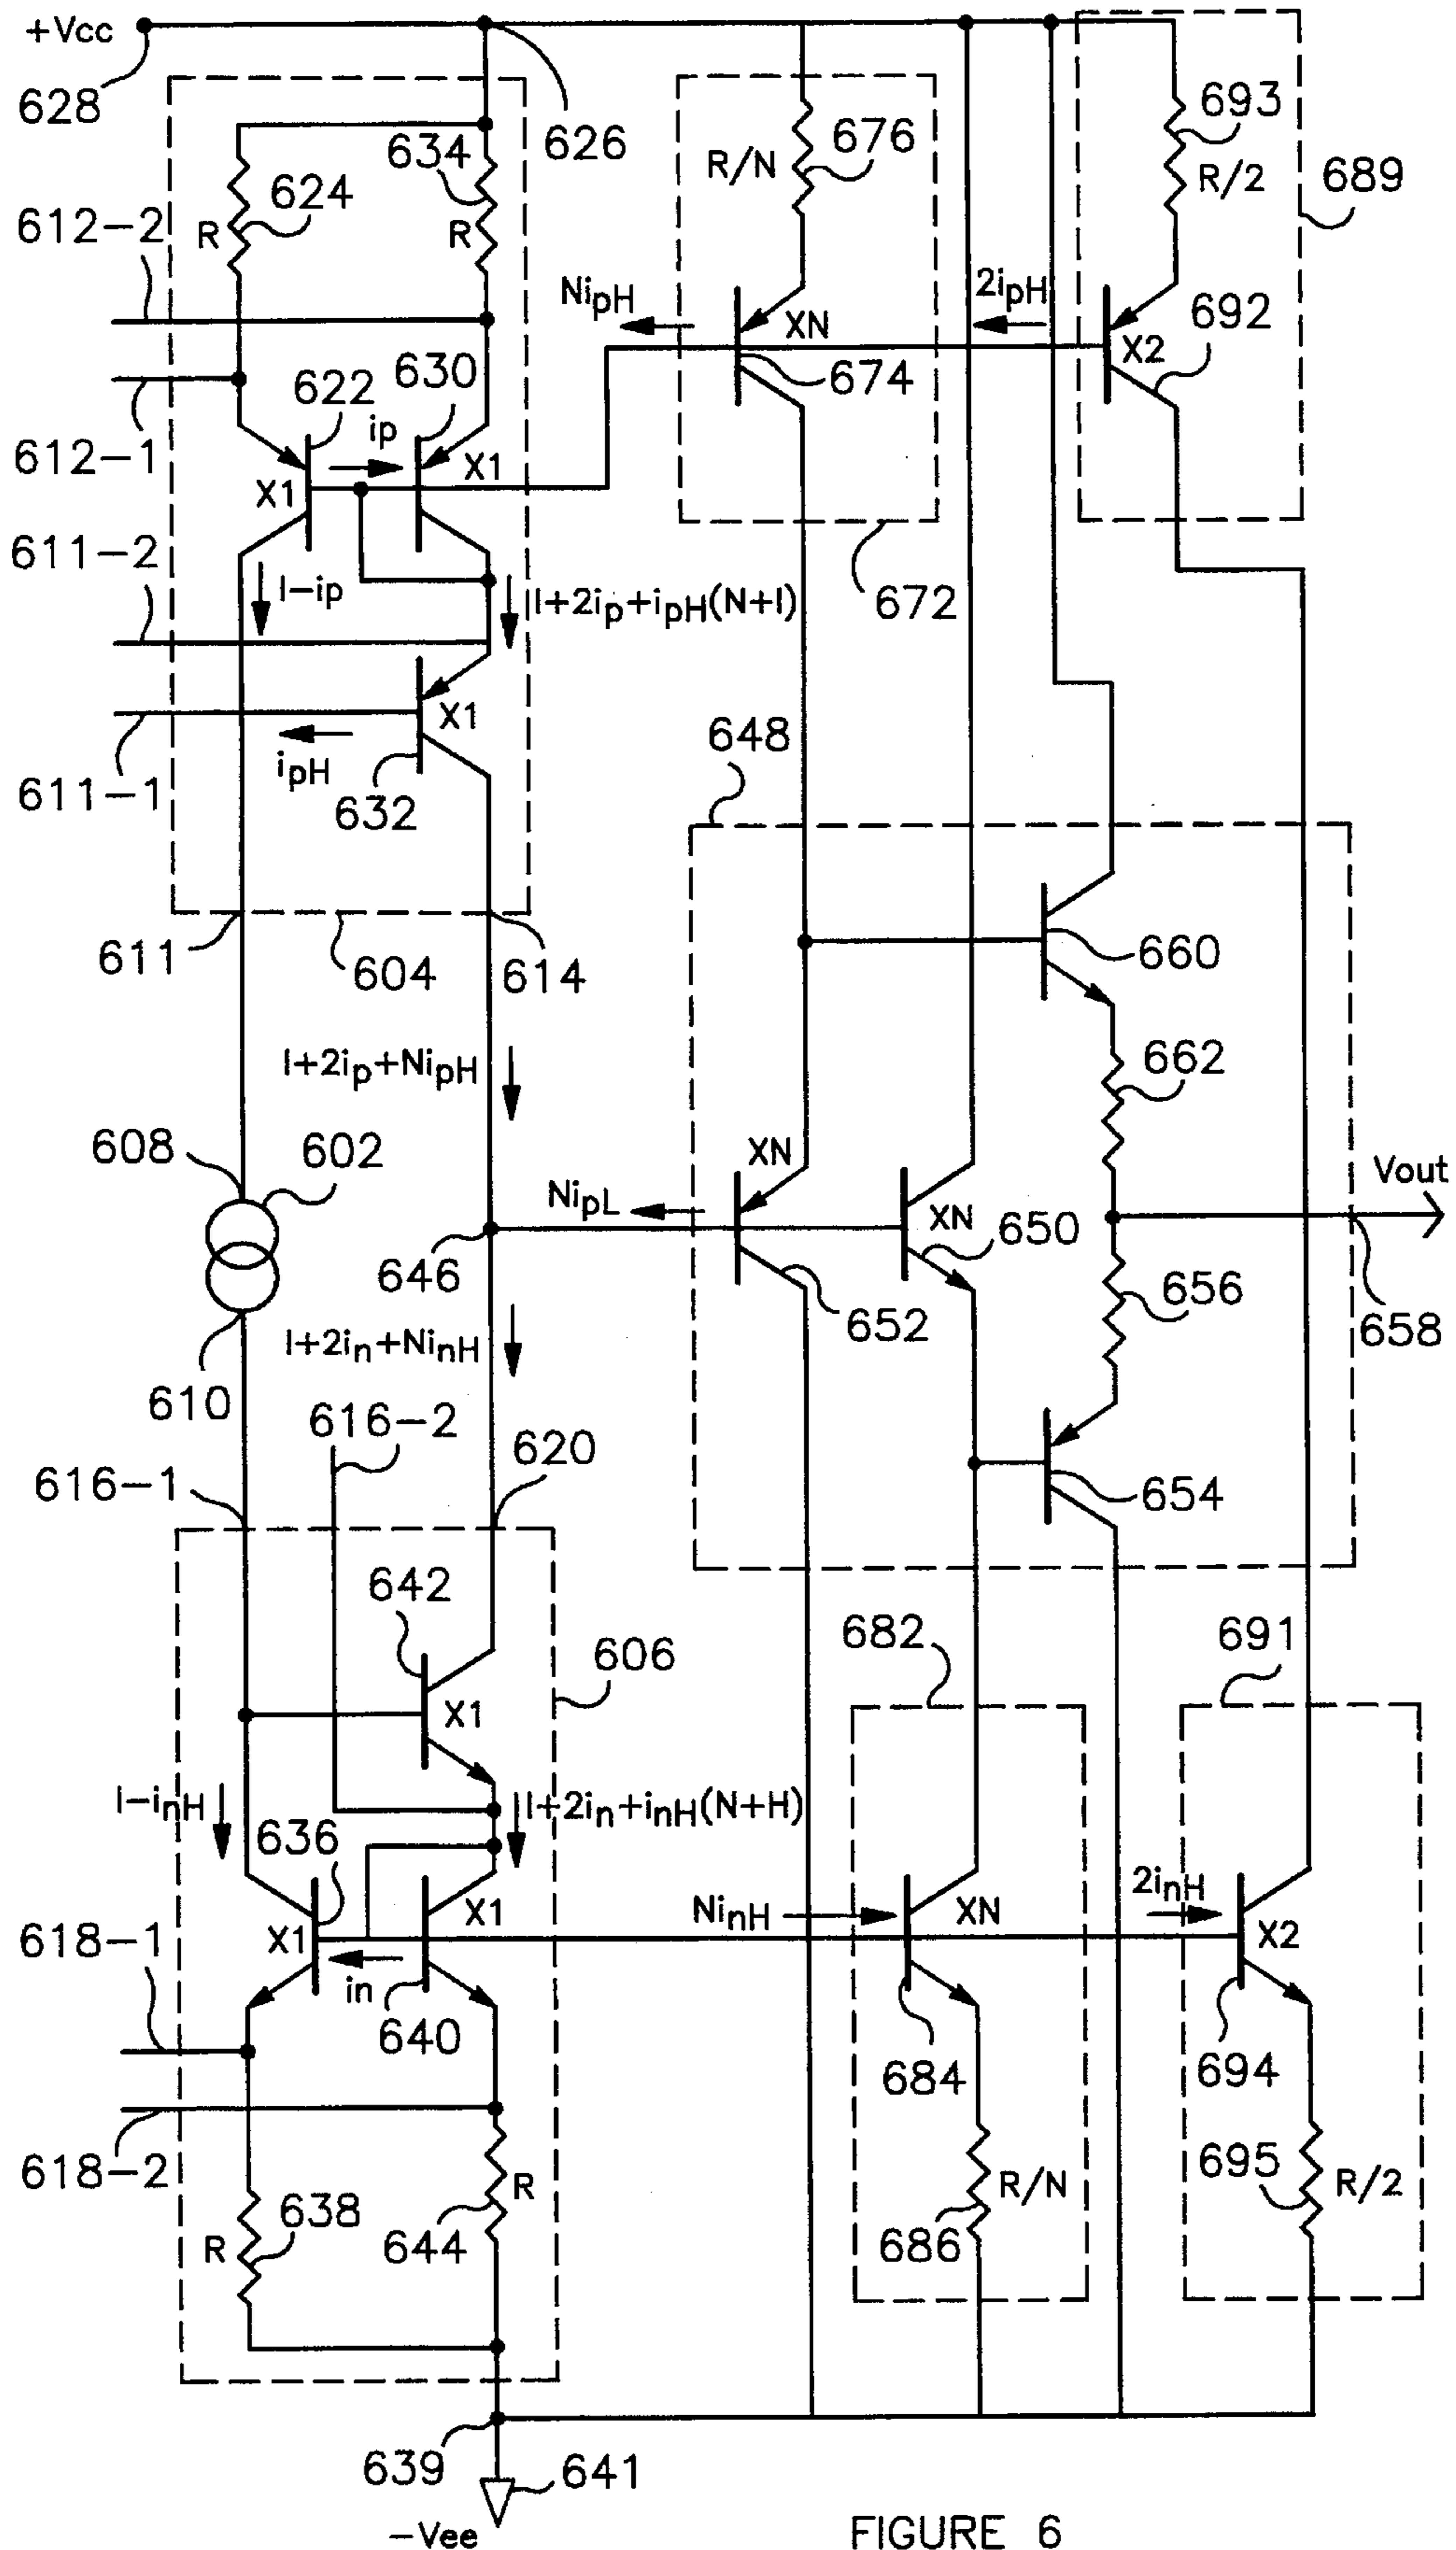 +Vcc
628
626
634
624
R
R
612-2
612-1
622
630
ip
X1
X1
611-2
I-ip
I+2ip+ipH(N+I)
X1
ipH
611-1
632
611
604
614
676
R/N
693
R/2
689
NipH
XN
674
2ipH
X2
692
672
648
660
I+2ip+NipH
662
608
602
XN
NipL
XN
650
Vout
646
652
656
658
I+2in+NinH
610
616-2
620
616-1
654
642
606
X1
682
691
I-inH
I+2in+inH(N+H)
636
X1
X1
in
640
618-1
618-2
NinH
XN
2inH
X2
684
694
R
638
R
644
R/N
686
695
R/2
639
641
-Vee
FIGURE 6